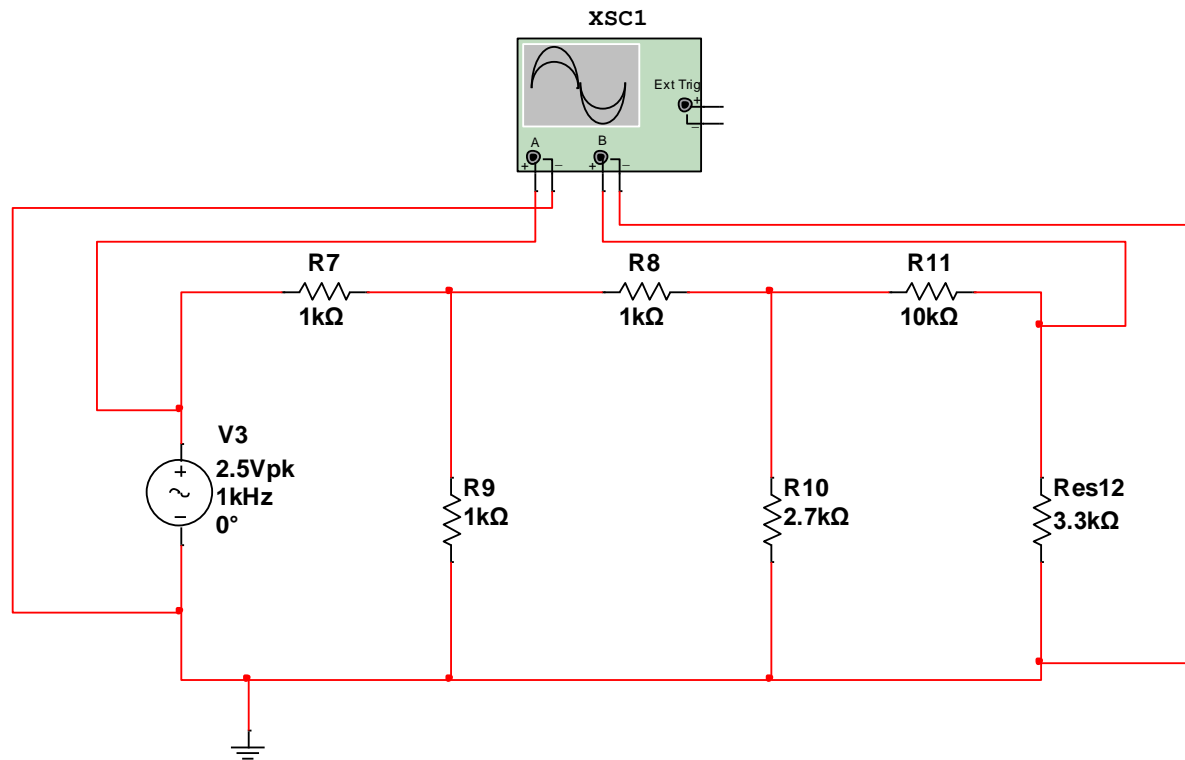 XSC1
Ext Trig
+
_
A
B
+
_
+
_
R7
1kΩ
R8
1kΩ
R11
10kΩ
V3
2.5Vpk
1kHz
0°
R9
1kΩ
R10
2.7kΩ
Res12
3.3kΩ